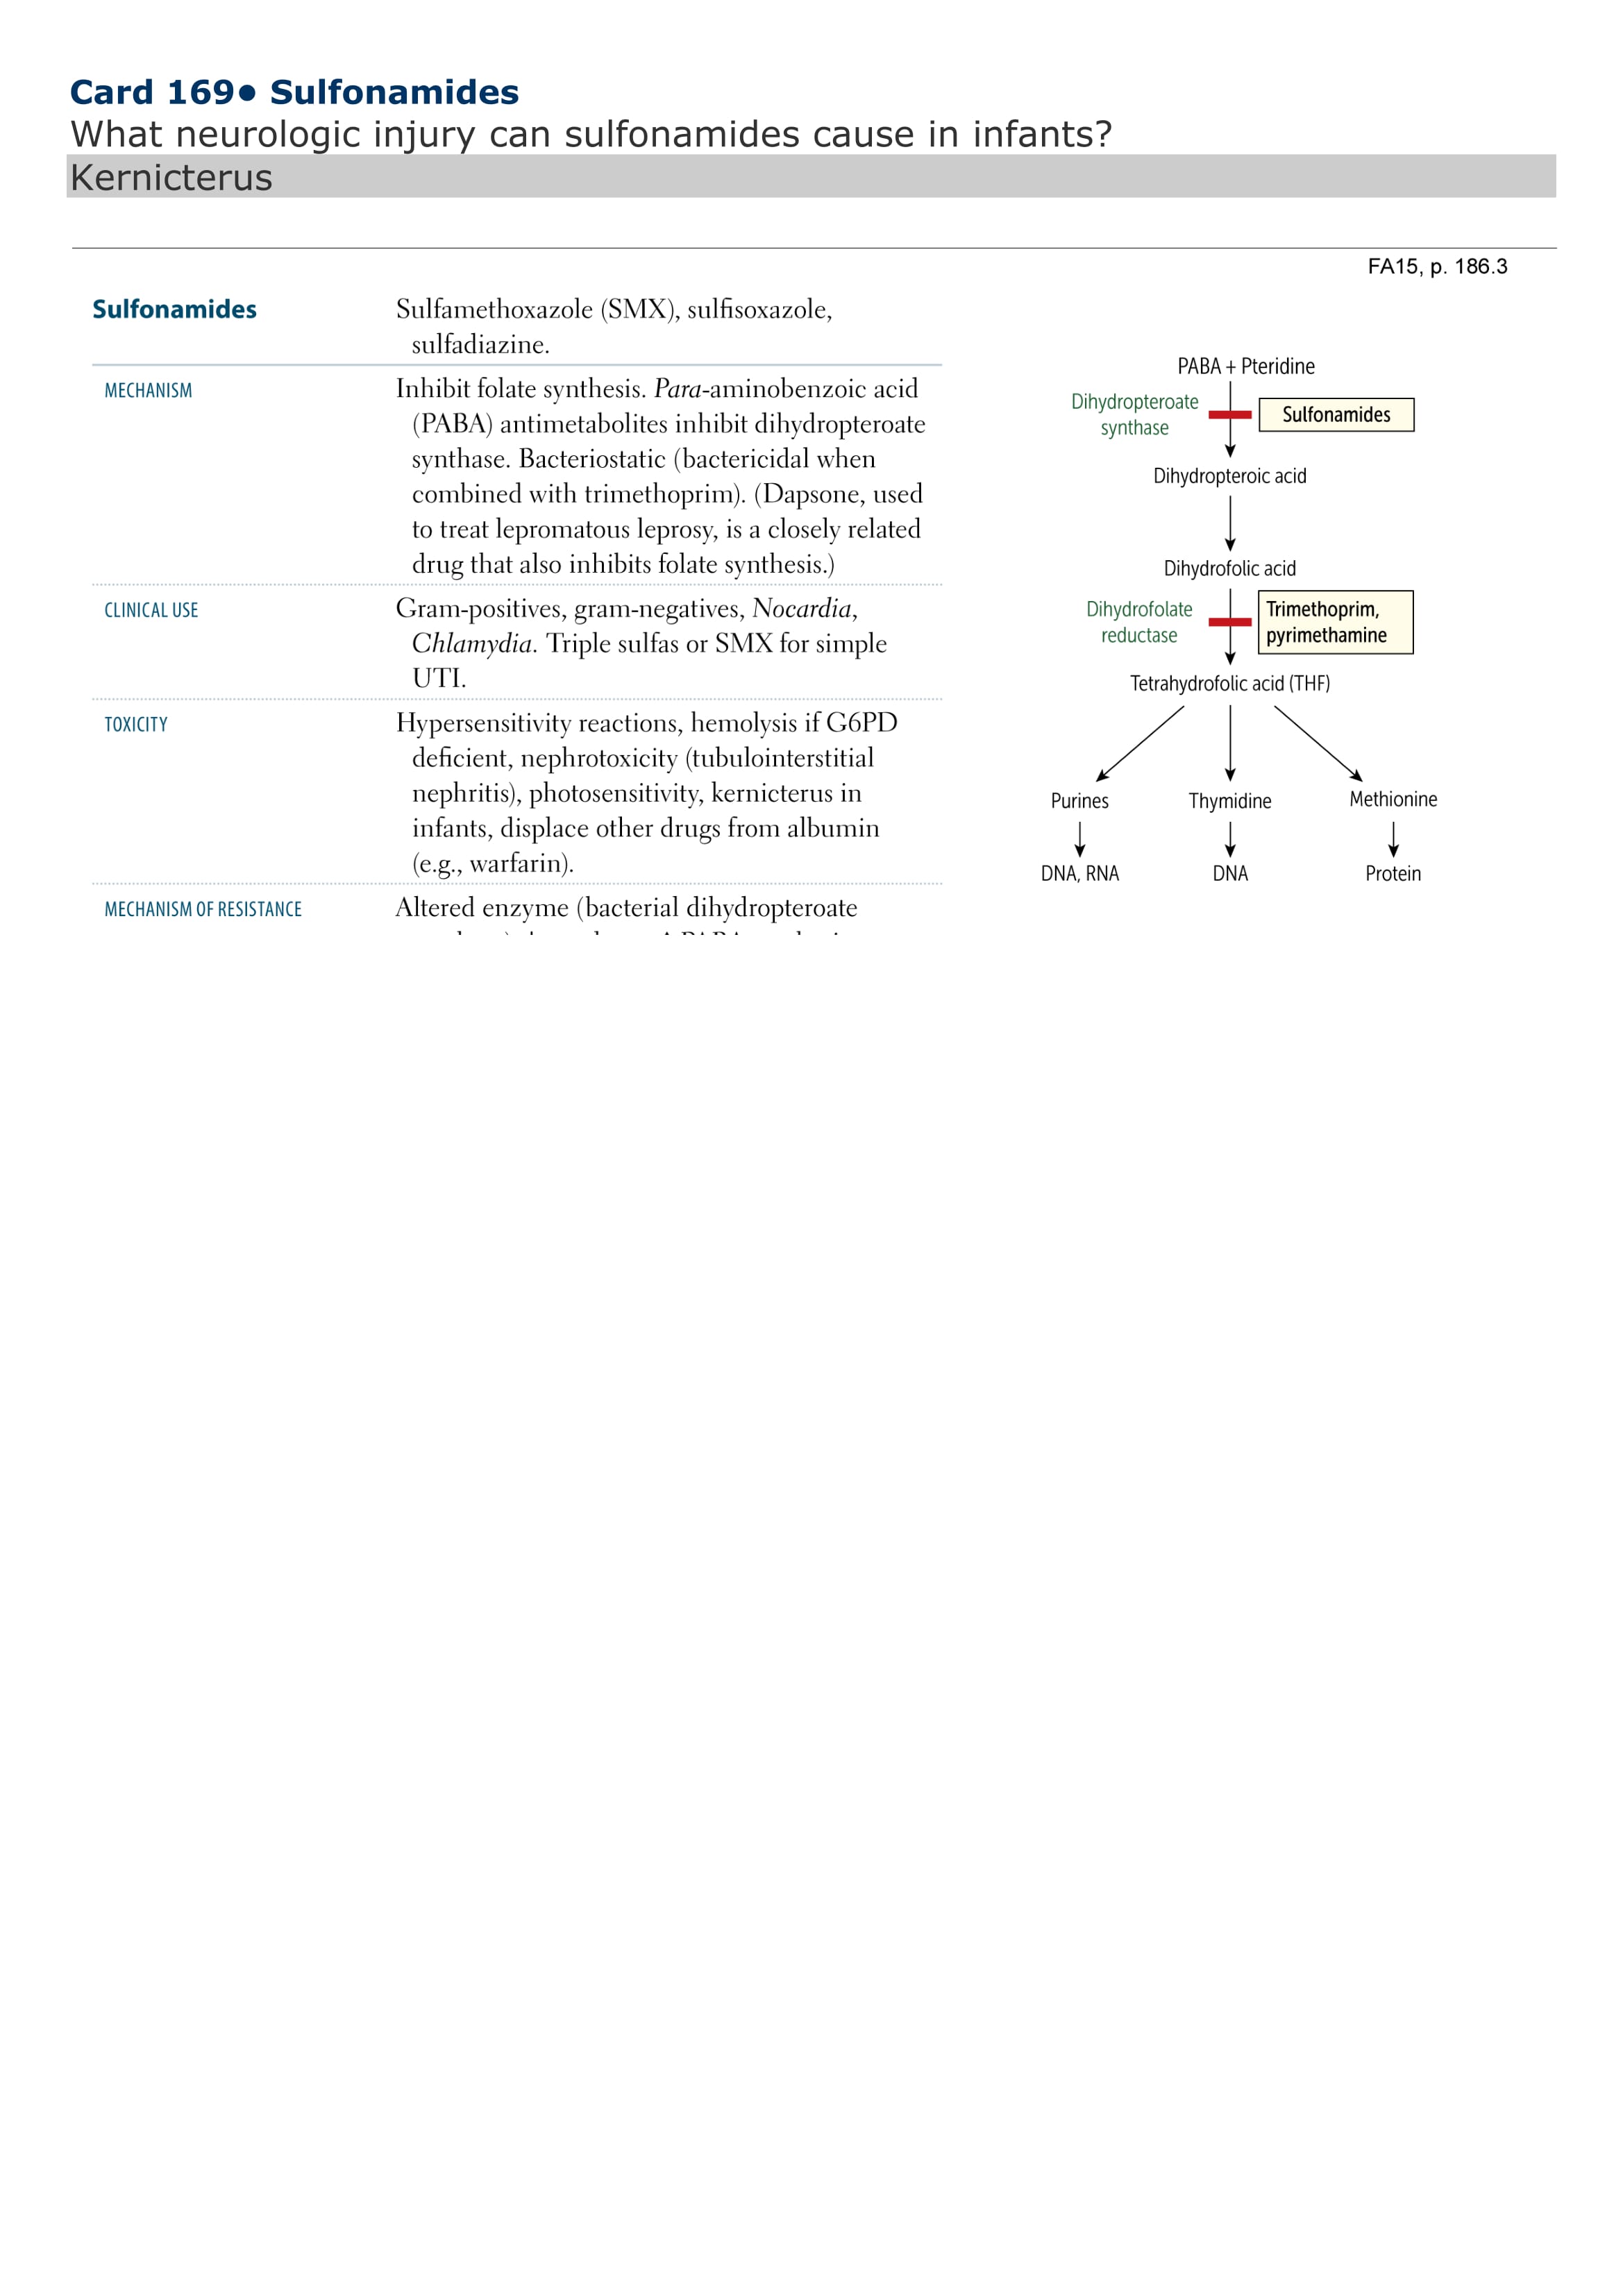 Card 169● Sulfonamides
What neurologic injury can sulfonamides cause in infants?
Kernicterus
FA15, p. 186.3
Sulfonamides
Sulfamethoxazole (SMX), sulfisoxazole,
sulfadiazine.
MECHANISM
Inhibit folate synthesis. Para-aminobenzoic acid
(PABA) antimetabolites inhibit dihydropteroate
synthase. Bacteriostatic (bactericidal when
combined with trimethoprim). (Dapsone, used
to treat lepromatous leprosy, is a closely related
drug that also inhibits folate synthesis.)
CLINICAL USE
Gram-positives, gram-negatives, Nocardia,
Chlamydia. Triple sulfas or SMX for simple
UTI.
TOXICITY
Hypersensitivity reactions, hemolysis if G6PD
deficient, nephrotoxicity (tubulointerstitial
nephritis), photosensitivity, kernicterus in
infants, displace other drugs from albumin
(e.g., warfarin).
MECHANISM OF RESISTANCE
Altered enzyme (bacterial dihydropteroate
PABA + Pteridine
Dihydropteroate
synthase
Sulfonamides
Dihydropteroic acid
Dihydrofolic acid
Dihydrofolate
reductase
Trimethoprim,
pyrimethamine
Tetrahydrofolic acid (THF)
Purines
Thymidine
Methionine
DNA, RNA
DNA
Protein